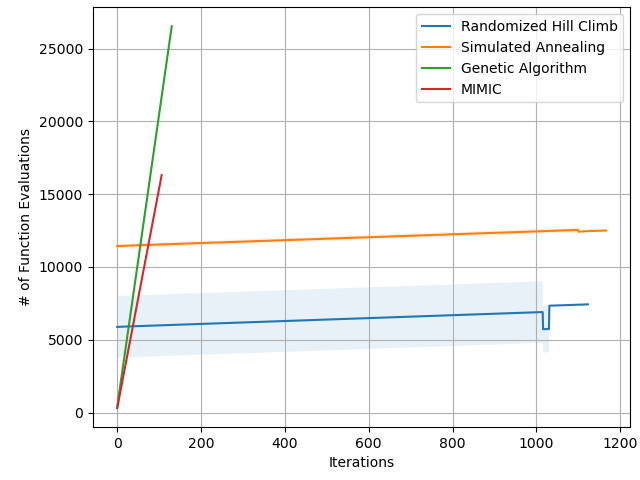 Randomized Hill Climb
Simulated Annealing
Genetic Algorithm
MIMIC
# of Function Evaluations
25000
20000
15000
10000
5000
0
0 200 400 600 800 1000 1200
Iterations